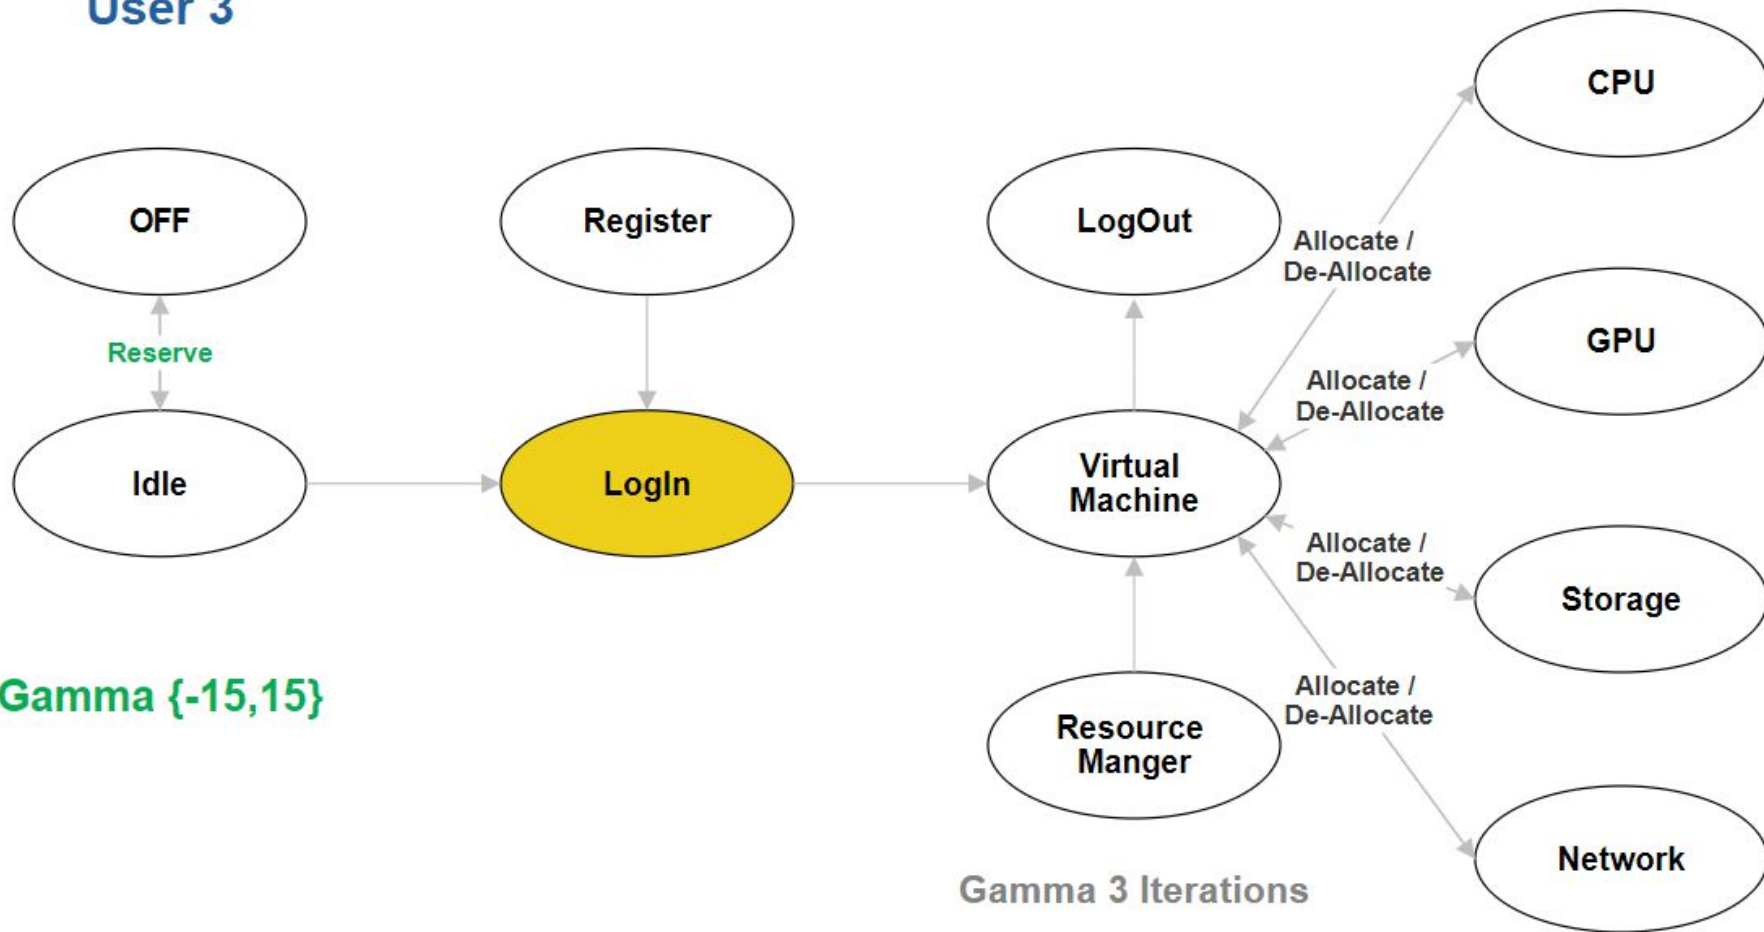 User 3
CPU
OFF
Register
LogOut
Allocate /
De-Allocate
Reserve
GPU
Allocate /
De-Allocate
Idle
LogIn
Virtual
Machine
Allocate /
De-Allocate
Storage
Gamma {-15,15}
Allocate /
De-Allocate
Resource
Manger
Network
Gamma 3 Iterations